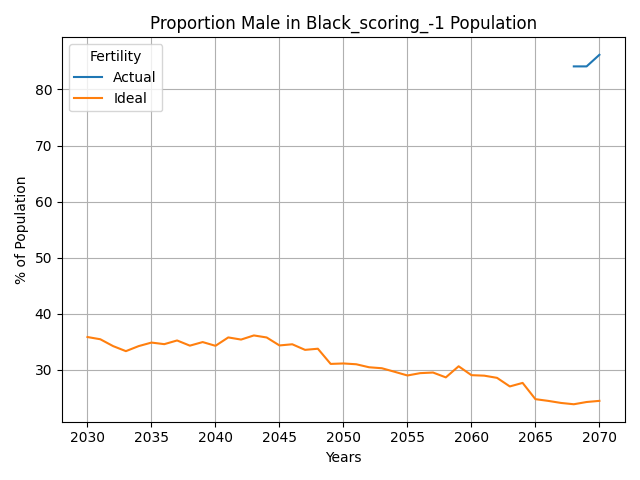 Proportion Male in Black_scoring_-1 Population
Fertility
Actual
Ideal
80
70
60
50
40
30
% of Population
2030 2035 2040 2045 2050 2055 2060 2065 2070
Years